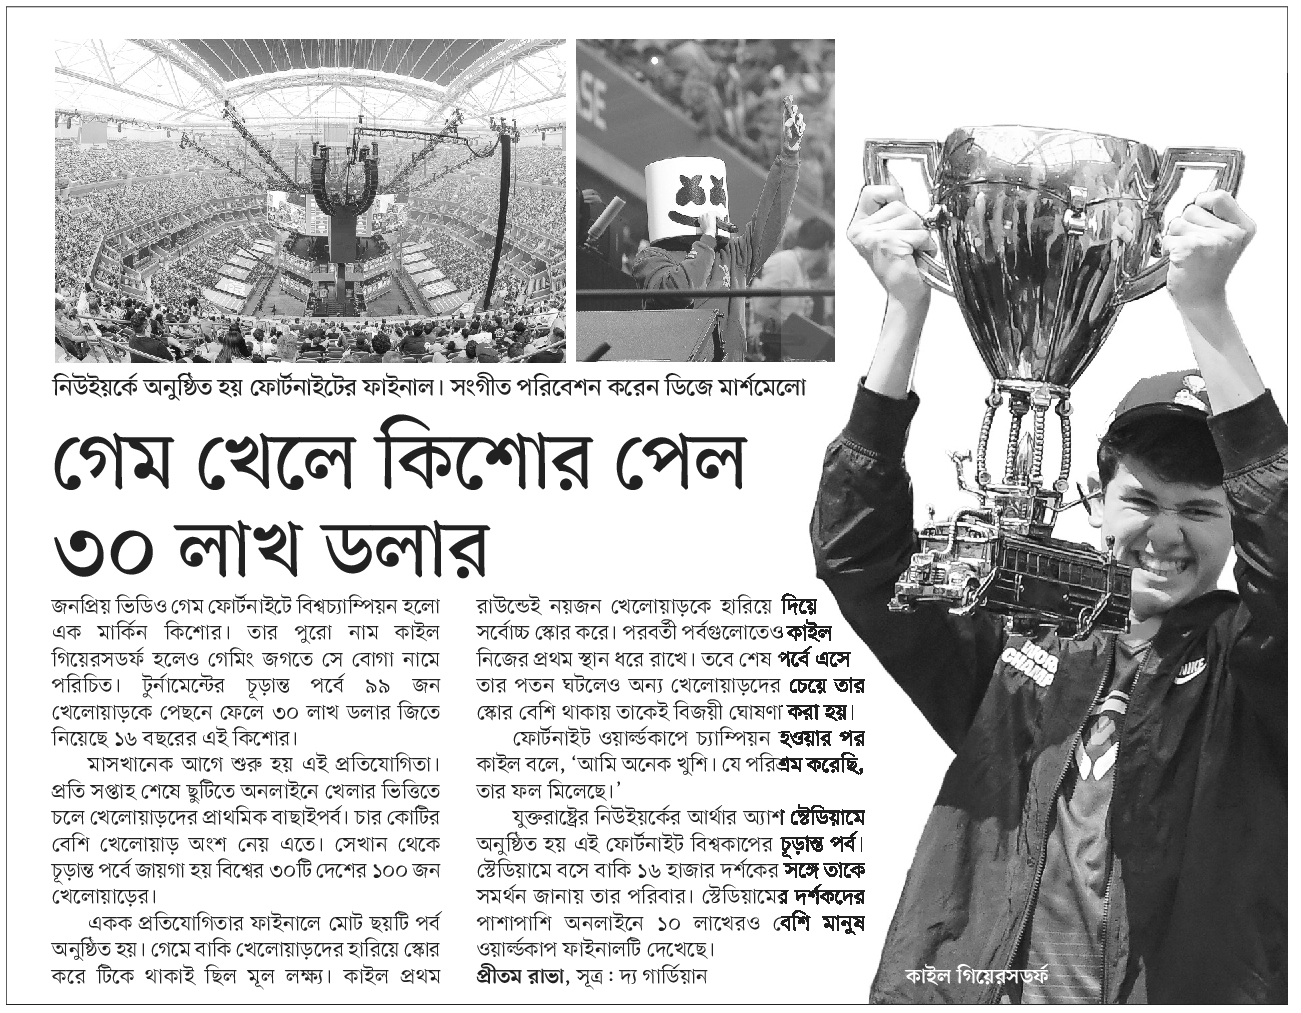 SE
নিউইয়র্কে অনুষ্ঠিত হয় ফোর্টনাইটের ফাইনাল। সংগীত পরিবেশন করেন ডিজে মার্শমেলো
গেম খেলে কিশোর পেল
৩০ লাখ ডলার
জনপ্রিয় ভিডিও গেম ফোর্টনাইটে বিশ্বচ্যাম্পিয়ন হলো
এক মার্কিন কিশোর। তার পুরো নাম কাইল
গিয়েরসডর্ফ হলেও গেমিং জগতে সে বোগা নামে
পরিচিত। টুর্নামেন্টের চূড়ান্ত পর্বে ৯৯ জন
খেলোয়াড়কে পেছনে ফেলে ৩০ লাখ ডলার জিতে
নিয়েছে ১৬ বছরের এই কিশোর।
মাসখানেক আগে শুরু হয় এই প্রতিযোগিতা।
প্রতি সপ্তাহ শেষে ছুটিতে অনলাইনে খেলার ভিত্তিতে
চলে খেলোয়াড়দের প্রাথমিক বাছাইপর্ব। চার কোটির
বেশি খেলোয়াড় অংশ নেয় এতে। সেখান থেকে
চূড়ান্ত পর্বে জায়গা হয় বিশ্বের ৩০টি দেশের ১০০ জন
খেলোয়াড়ের।
একক প্রতিযোগিতার ফাইনালে মোট ছয়টি পর্ব
অনুষ্ঠিত হয়। গেমে বাকি খেলোয়াড়দের হারিয়ে স্কোর
করে টিকে থাকাই ছিল মূল লক্ষ্য। কাইল প্রথম
রাউন্ডেই নয়জন খেলোয়াড়কে হারিয়ে দিয়ে
সর্বোচ্চ স্কোর করে। পরবর্তী পর্বগুলোতেও কাইল
নিজের প্রথম স্থান ধরে রাখে। তবে শেষ পর্বে এসে
তার পতন ঘটলেও অন্য খেলোয়াড়দের চেয়ে তার
স্কোর বেশি থাকায় তাকেই বিজয়ী ঘোষণা করা হয়।
ফোর্টনাইট ওয়ার্ল্ডকাপে চ্যাম্পিয়ন হওয়ার পর
কাইল বলে, ‘আমি অনেক খুশি। যে পরিশ্রম করেছি,
তার ফল মিলেছে।’
যুক্তরাষ্ট্রের নিউইয়র্কের আর্থার অ্যাশ স্টেডিয়ামে
অনুষ্ঠিত হয় এই ফোর্টনাইট বিশ্বকাপের চূড়ান্ত পর্ব।
স্টেডিয়ামে বসে বাকি ১৬ হাজার দর্শকের সঙ্গে তাকে
সমর্থন জানায় তার পরিবার। স্টেডিয়ামের দর্শকদের
পাশাপাশি অনলাইনে ১০ লাখেরও বেশি মানুষ
ওয়ার্ল্ডকাপ ফাইনালটি দেখেছে।
প্রীতম রাভা, সূত্র : দ্য গার্ডিয়ান
NIKE
কাইল গিয়েরসডর্ফ